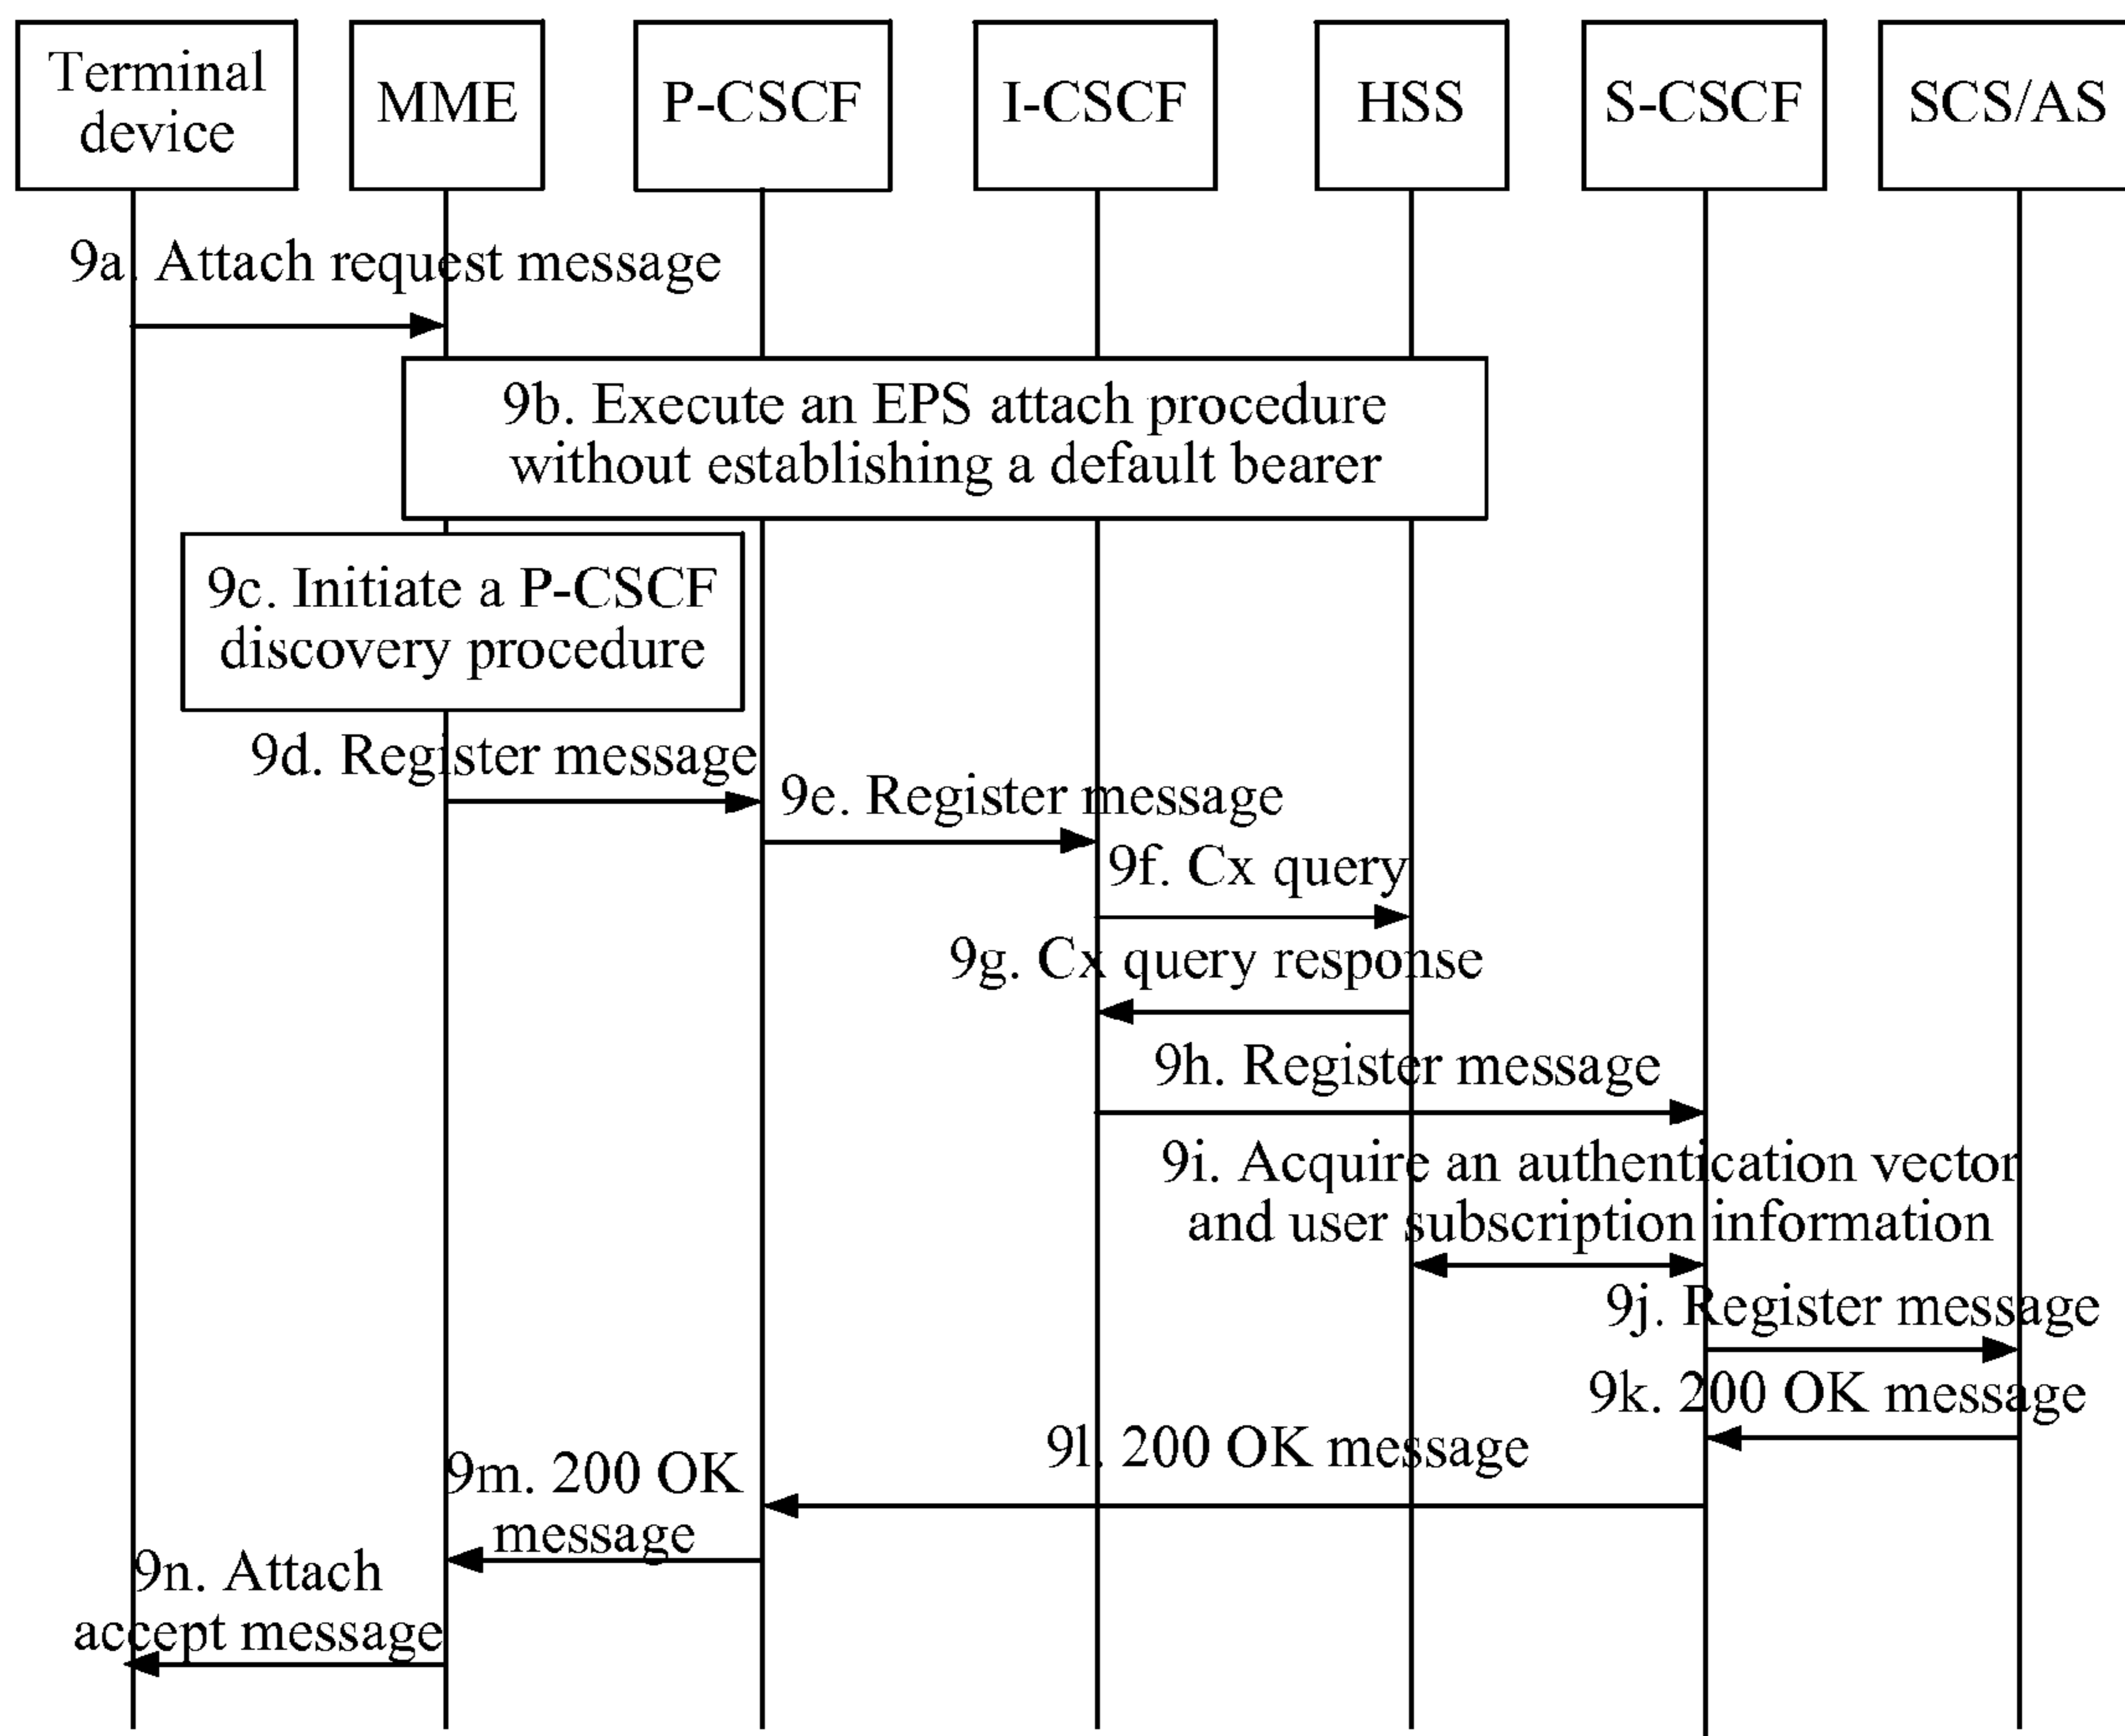 Terminal
device
MME
P-CSCF
I-CSCF
HSS
S-CSCF
SCS/AS
9a. Attach request message
9b. Execute an EPS attach procedure
without establishing a default bearer
9c. Initiate a P-CSCF
discovery procedure
9d. Register message
9e. Register message
9f. Cx query
9g. Cx query response
9h. Register message
9i. Acquire an authentication vector
and user subscription information
9j. Register message
9k. 200 OK message
9l. 200 OK message
9m. 200 OK
message
9n. Attach
accept message